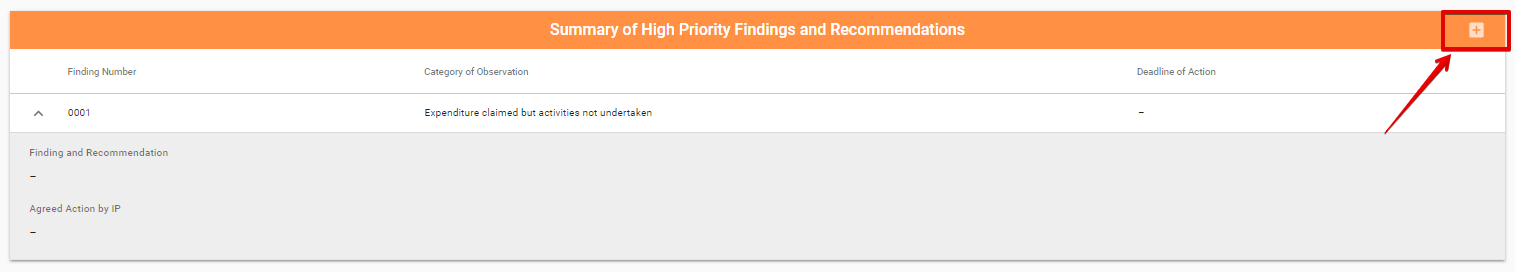 Summary of High Priority Findings and Recommendations
Finding Number Category of Observation Deadline of Action
0001 Expenditure claimed but activities not undertaken –
Finding and Recommendation
–
Agreed Action by IP
–